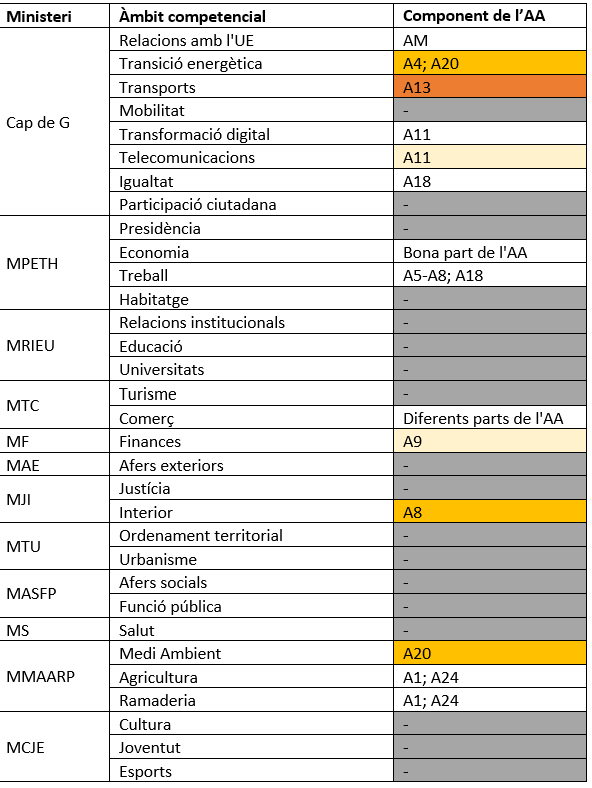 Ministeri Àmbit competencial Component de l’AA
Cap de G Relacions amb l'UE AM
Transició energètica A4; A20
Transports A13
Mobilitat -
Transformació digital A11
Telecomunicacions A11
Igualtat A18
Participació ciutadana -
MPETH Presidència -
Economia Bona part de l'AA
Treball A5-A8; A18
Habitatge -
MRIEU Relacions institucionals -
Educació -
Universitats -
MTC Turisme -
Comerç Diferents parts de l'AA
MF Finances A9
MAE Afers exteriors -
MJI Justícia -
Interior A8
MTU Ordenament territorial -
Urbanisme -
MASFP Afers socials -
Funció pública -
MS Salut -
MMAARP Medi Ambient A20
Agricultura A1; A24
Ramaderia A1; A24
MCJE Cultura -
Joventut -
Esports -